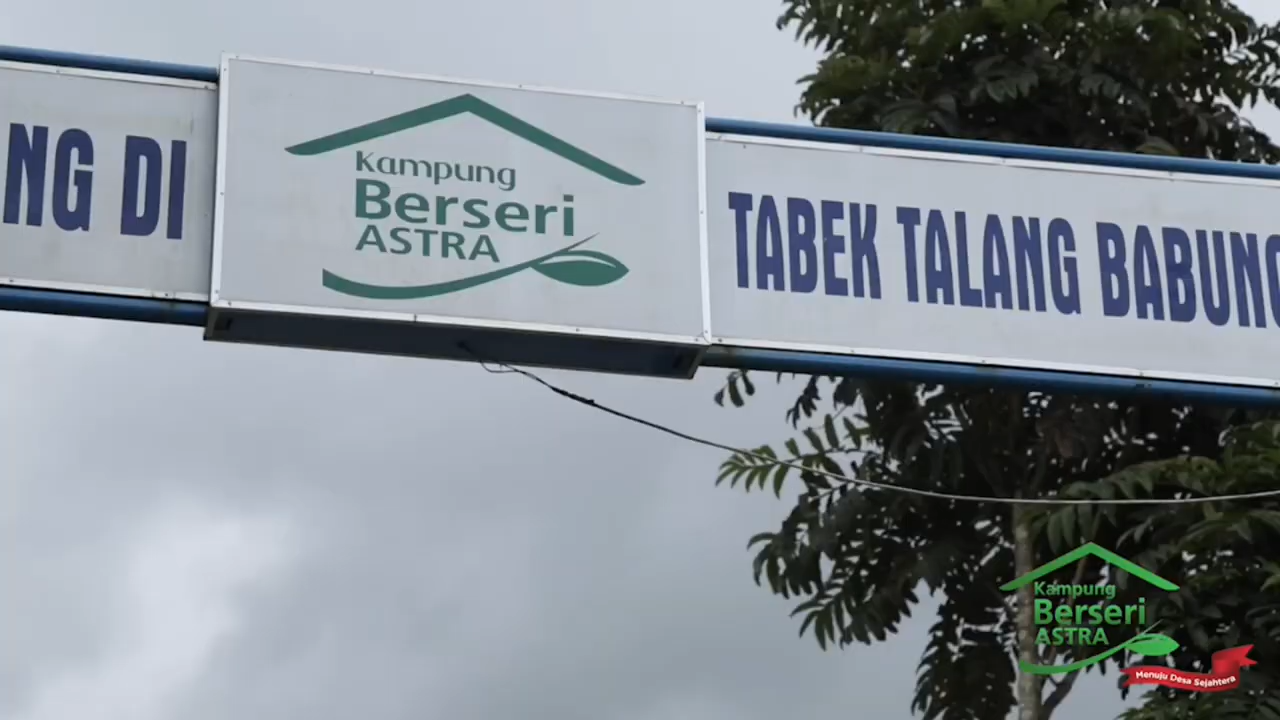 NG DI
Kampung
Berseri
ASTRA
TABEK TALANG BABUNG
Kampung
Berseri
ASTRA
Menuju Desa Sejahtera